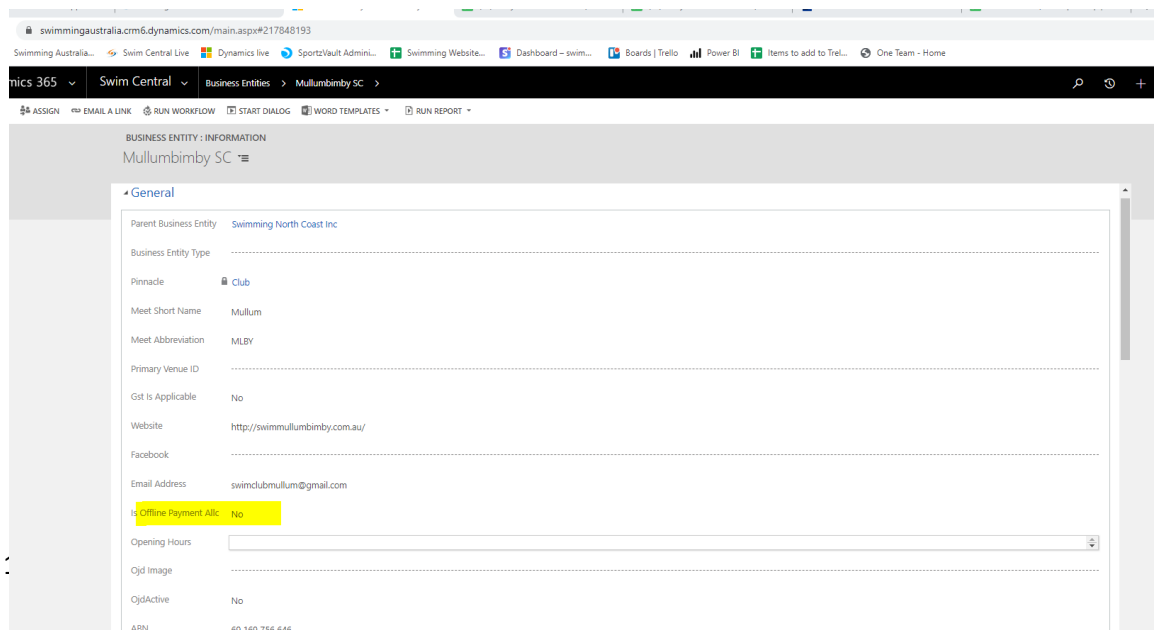 swimmingaustralia.crm6.dynamics.com/main.aspx#217848193
Swimming Australia... Swim Central Live Dynamics live SportzVault Admini... Swimming Website... Dashboard – swim... Boards | Trello Power BI Items to add to Trel... One Team - Home
mics 365 Swim Central Business Entities > Mullumbimby SC >
ASSIGN EMAIL A LINK RUN WORKFLOW START DIALOG WORD TEMPLATES RUN REPORT
BUSINESS ENTITY : INFORMATION
Mullumbimby SC
General
Parent Business Entity Swimming North Coast Inc
Business Entity Type
Pinnacle Club
Meet Short Name Mullum
Meet Abbreviation MLBY
Primary Venue ID
Gst Is Applicable No
Website http://swimmullumbimby.com.au/
Facebook
Email Address swimclubmullum@gmail.com
Is Offline Payment Allc No
Opening Hours
Ojd Image
OjdActive No
ABN 60 160 756 646